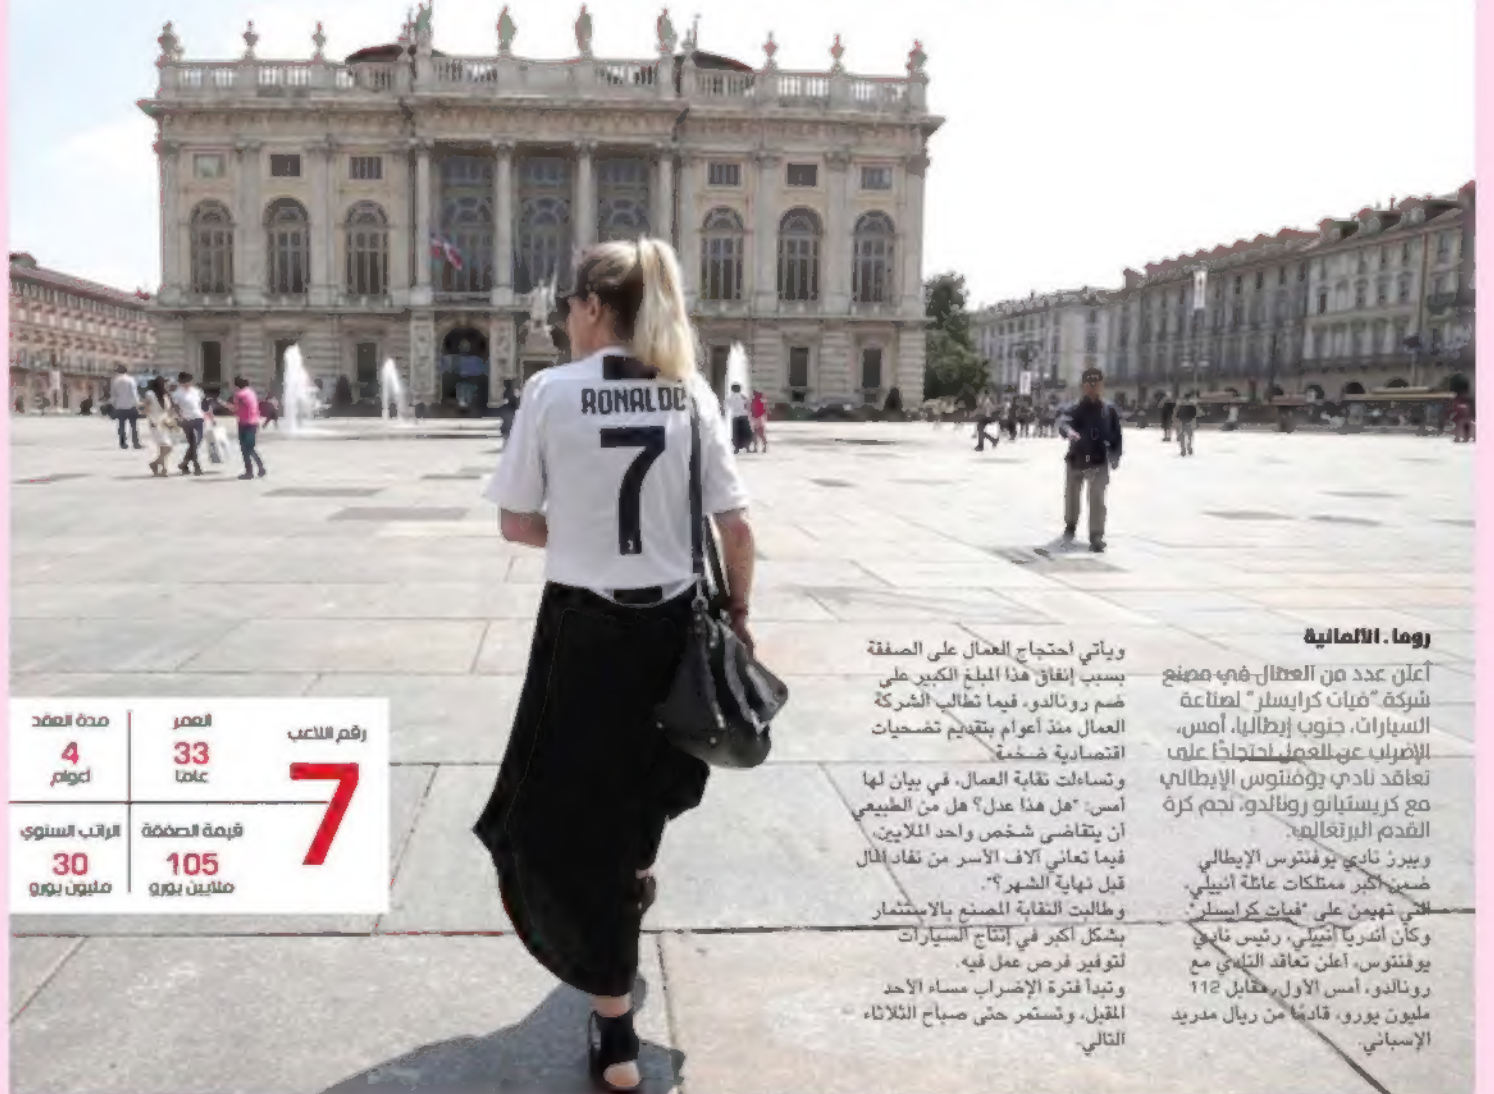 RONALDO
7
روما. الألمانية
أعلن عدد من العمال في مصنع
شركة "فيات كرايسلر" لصناعة
السيارات، جنوب إيطاليا، أمس،
الإضراب عن العمل احتجاجًا على
تعاقد نادي يوفنتوس الإيطالي
مع كريستيانو رونالدو، نجم كرة
القدم البرتغالي.
ويبرز نادي يوفنتوس الإيطالي
ضمن أكبر ممتلكات عائلة أنييلي،
التي تهيمن على "فيات كرايسلر".
وكان أندريا أنييلي، رئيس نادي
يوفنتوس، أعلن تعاقد النادي مع
رونالدو، أمس الأول، مقابل 112
مليون يورو، قادمًا من ريال مدريد
الإسباني.
ويأتي احتجاج العمال على الصفقة
بسبب إنفاق هذا المبلغ الكبير على
ضم رونالدو، فيما تطالب الشركة
العمال منذ أعوام بتقديم تضحيات
اقتصادية ضخمة
وتساءلت نقابة العمال، في بيان لها
أمس: "هل هذا عدل؟ هل من الطبيعي
أن يتقاضى شخص واحد الملايين،
فيما تعاني آلاف الأسر من نفاد المال
قبل نهاية الشهر؟".
وطالبت النقابة المصنع بالاستثمار
بشكل أكبر في إنتاج السيارات
لتوفير فرص عمل فيه.
وتبدأ فترة الإضراب مساء الأحد
المقبل، وتستمر حتى صباح الثلاثاء
التالي.
رقم اللاعب
7
العمر
33
عامًا
مدة العقد
4
أعوام
قيمة الصفقة
105
ملايين يورو
الراتب السنوي
30
مليون يورو